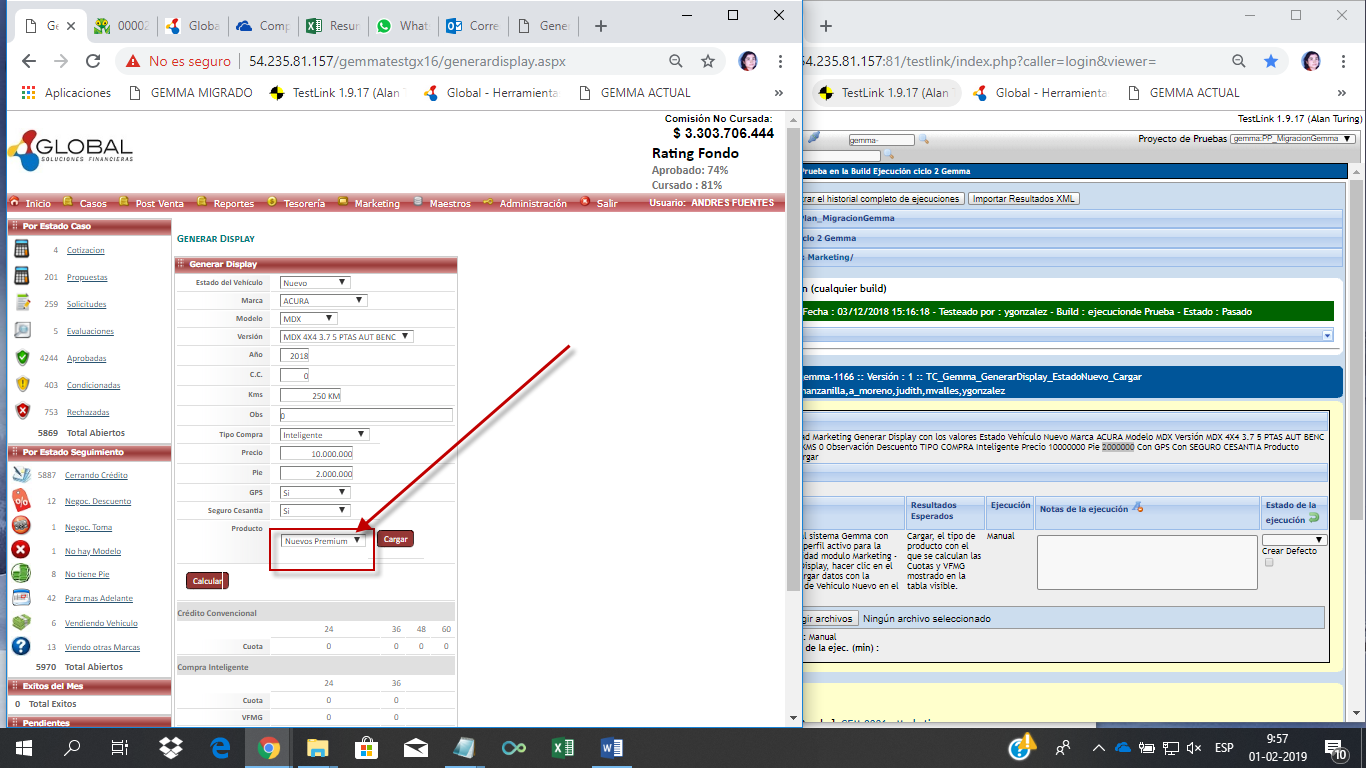 Ge
00002
Globa
Comp
Resun
What:
Corre
Gene
No es seguro
54.235.81.157/gemmatestgx16/generardisplay.aspx
Aplicaciones
GEMMA MIGRADO
TestLink 1.9.17 (Alan T
Global - Herramienta
GEMMA ACTUAL
»
Comisión No Cursada:
$ 3.303.706.444
GLOBAL
SOLUCIONES FINANCIERAS
Rating Fondo
Aprobado: 74%
Cursado : 81%
Inicio
Casos
Post Venta
Reportes
Tesorería
Marketing
Maestros
Administración
Salir
Usuario: ANDRES FUENTES
Por Estado Caso
4 Cotizacion
201 Propuestas
259 Solicitudes
5 Evaluaciones
4244 Aprobadas
403 Condicionadas
753 Rechazadas
5869 Total Abiertos
Por Estado Seguimiento
5887 Cerrando Crédito
12 Negoc. Descuento
1 Negoc. Toma
1 No hay Modelo
8 No tiene Pie
42 Para mas Adelante
6 Vendiendo Vehiculo
13 Viendo otras Marcas
5970 Total Abiertos
Exitos del Mes
0 Total Exitos
Pendientes
GENERAR DISPLAY
Generar Display
Estado del Vehículo Nuevo
Marca ACURA
Modelo MDX
Versión MDX 4X4 3.7 5 PTAS AUT BENC
Año 2018
C.C. 0
Kms 250 KM
Obs 0
Tipo Compra Inteligente
Precio 10.000.000
Pie 2.000.000
GPS Sí
Seguro Cesantia Sí
Producto
Nuevos Premium
Cargar
Calcular
Crédito Convencional
24 36 48 60
Cuota 0 0 0 0
Compra Inteligente
24 36
Cuota 0 0
VFMG 0 0
4.235.81.157:81/testlink/index.php?caller=login&viewer=
TestLink 1.9.17 (Alan T
Global - Herramienta
GEMMA ACTUAL
»
TestLink 1.9.17 (Alan Turing)
gemma-
Proyecto de Pruebas gemma:PP_MigracionGemma
Prueba en la Build Ejecución ciclo 2 Gemma
rar el historial completo de ejecuciones
Importar Resultados XML
Plan_MigracionGemma
ciclo 2 Gemma
: Marketing/
n (cualquier build)
Fecha : 03/12/2018 15:16:18 - Testeado por : ygonzalez - Build : ejecucionde Prueba - Estado : Pasado
emma-1166 :: Versión : 1 :: TC_Gemma_GenerarDisplay_EstadoNuevo_Cargar
manzanilla,a_moreno,judith,mvalles,ygonzalez
ad Marketing Generar Display con los valores Estado Vehículo Nuevo Marca ACURA Modelo MDX Versión MDX 4X4 3.7 5 PTAS AUT BENC
KMS 0 Observación Descuento TIPO COMPRA Inteligente Precio 10000000 Pie 2000000 Con GPS Con SEGURO CESANTIA Producto
rgar
Resultados Esperados
Ejecución
Notas de la ejecución
Estado de la ejecución
al sistema Gemma con
perfil activo para la
idad modulo Marketing -
Display, hacer clic en el
argar datos con la
de Vehículo Nuevo en el
Cargar, el tipo de
producto con el
que se calculan las
Cuotas y VFMG
mostrado en la
tabla visible.
Manual
Crear Defecto
gir archivos
Ningún archivo seleccionado
: Manual
de la ejec. (min) :
ESP
9:57
01-02-2019
10